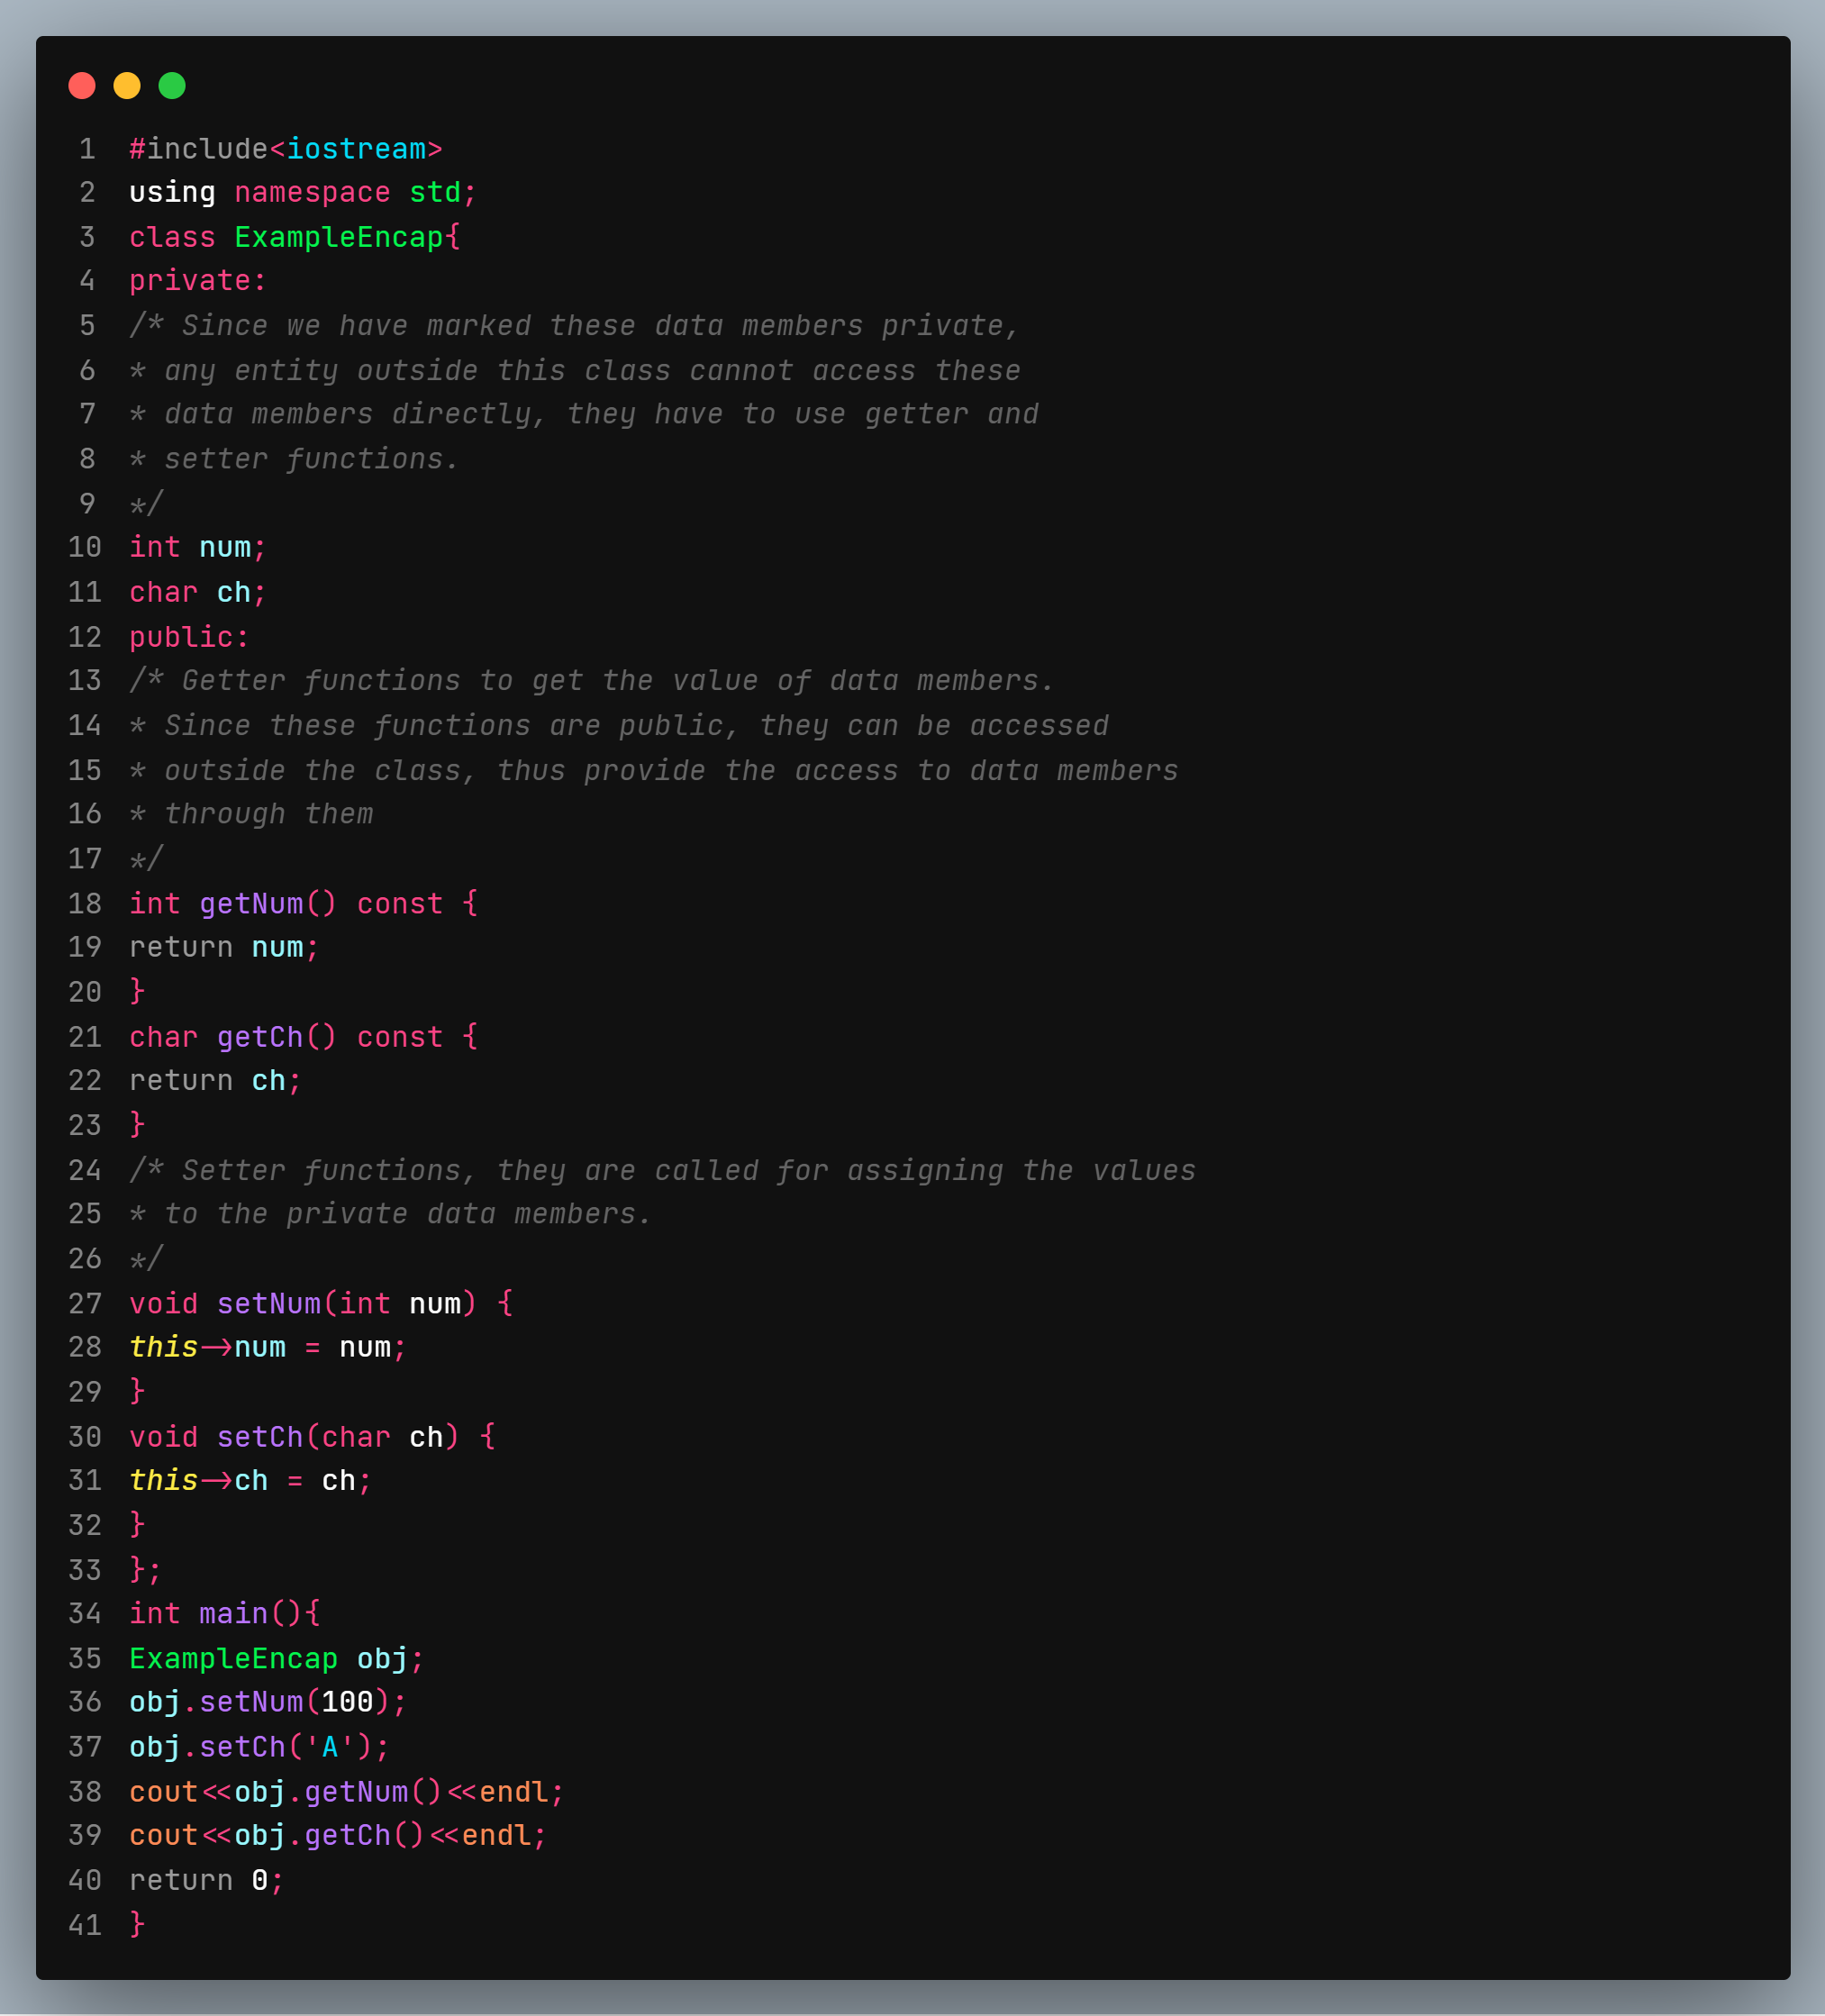 1 #include<iostream>
2 using namespace std;
3 class ExampleEncap{
4 private:
5 /* Since we have marked these data members private,
6 * any entity outside this class cannot access these
7 * data members directly, they have to use getter and
8 * setter functions.
9 */
10 int num;
11 char ch;
12 public:
13 /* Getter functions to get the value of data members.
14 * Since these functions are public, they can be accessed
15 * outside the class, thus provide the access to data members
16 * through them
17 */
18 int getNum() const {
19 return num;
20 }
21 char getCh() const {
22 return ch;
23 }
24 /* Setter functions, they are called for assigning the values
25 * to the private data members.
26 */
27 void setNum(int num) {
28 this->num = num;
29 }
30 void setCh(char ch) {
31 this->ch = ch;
32 }
33 };
34 int main(){
35 ExampleEncap obj;
36 obj.setNum(100);
37 obj.setCh('A');
38 cout<<obj.getNum()<<endl;
39 cout<<obj.getCh()<<endl;
40 return 0;
41 }